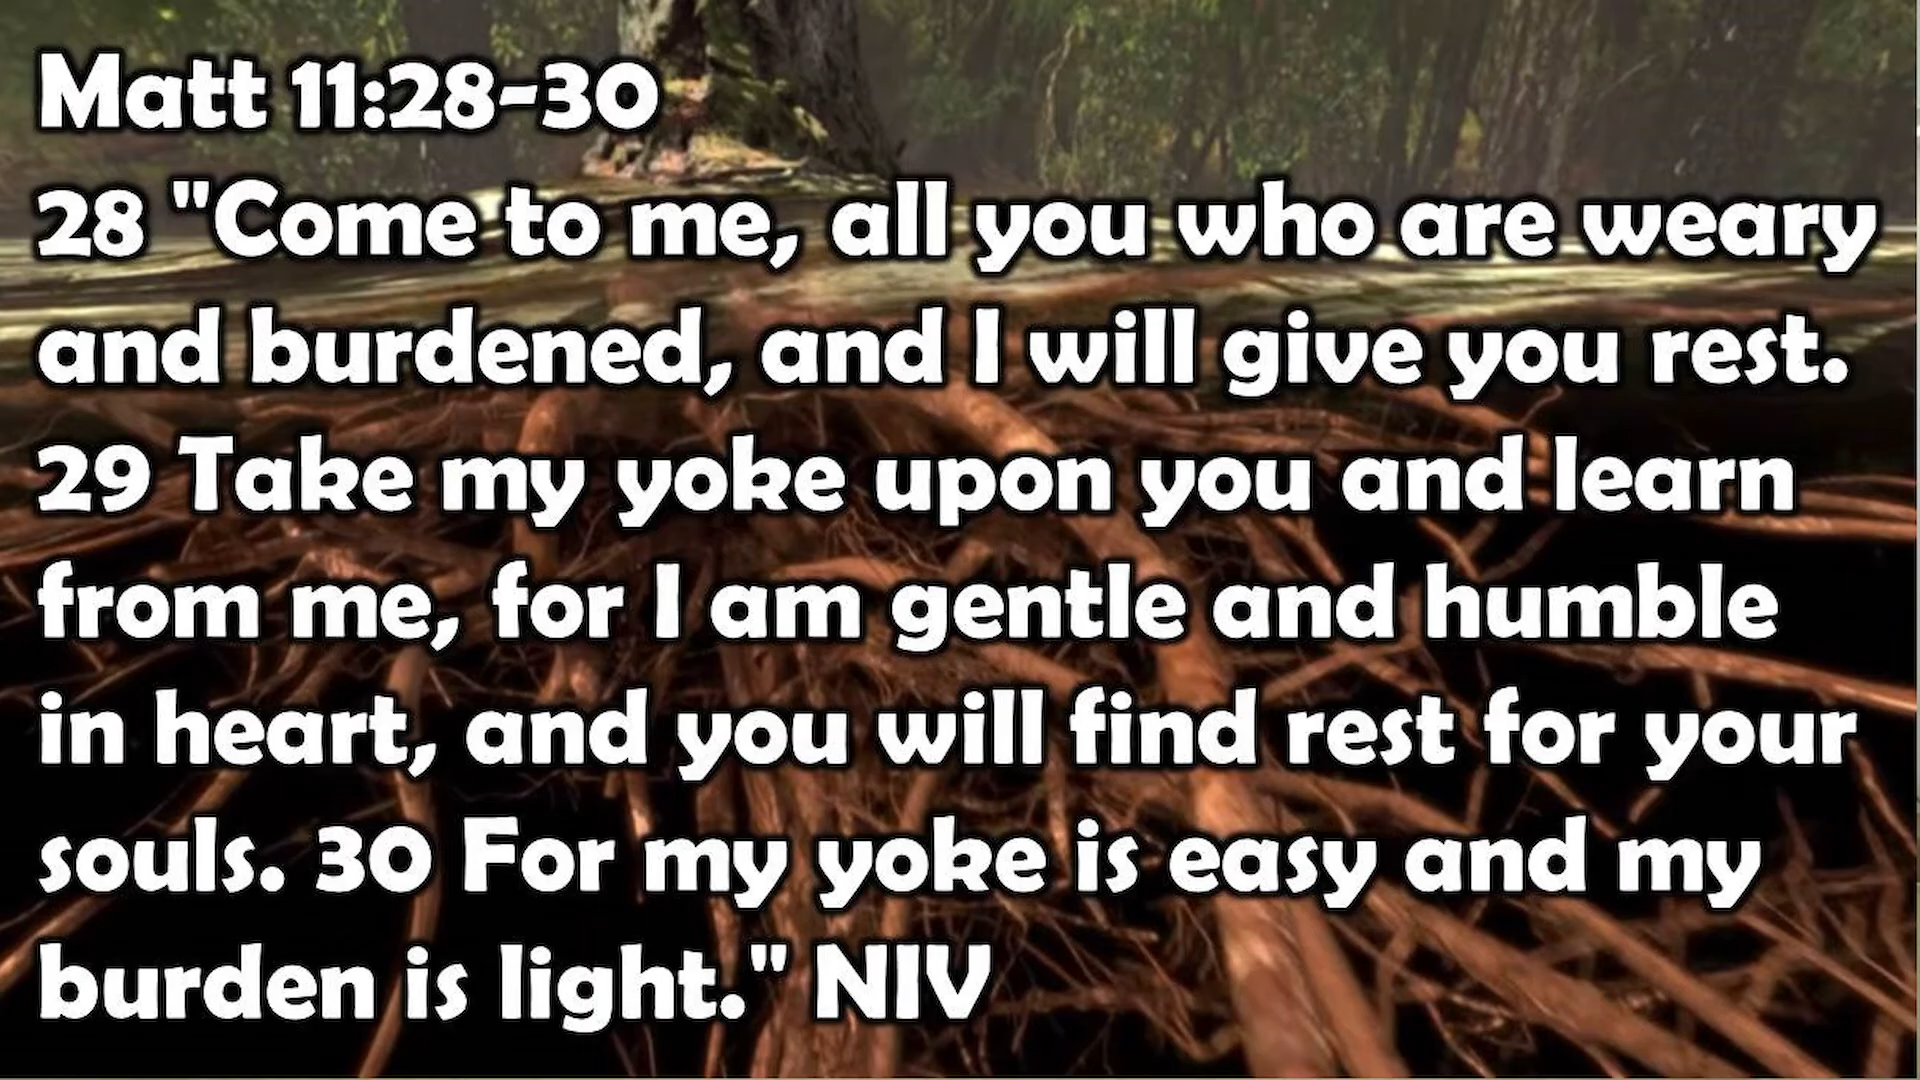 Matt 11:28-30
28 "Come to me, all you who are weary
and burdened, and I will give you rest.
29 Take my yoke upon you and learn
from me, for I am gentle and humble
in heart, and you will find rest for your
souls. 30 For my yoke is easy and my
burden is light." NIV